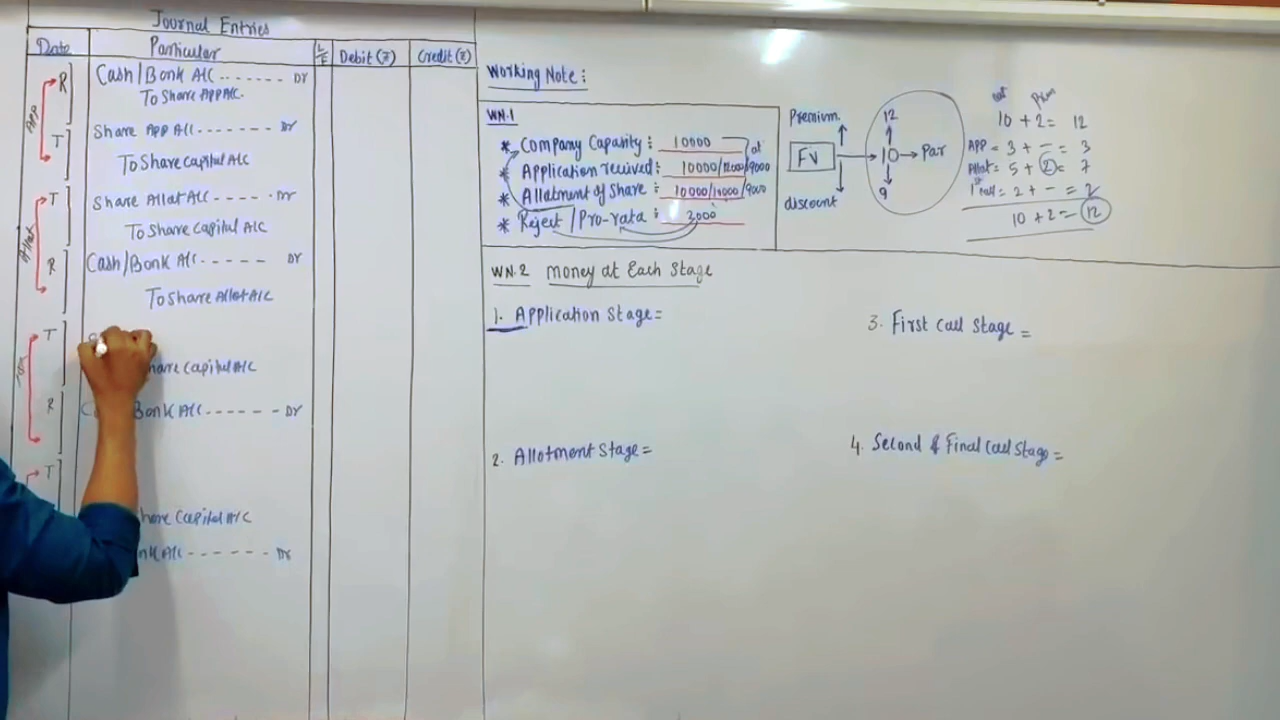 Journal Entries
Date Particular L/F Debit (₹) Credit (₹)
App
R Cash/Bank A/C ....... Dr
To Share App A/C.
T Share App A/C ------- Dr
To Share capital A/C
Allot
T Share Allot A/C ---- Dr
To Share Capital A/C
R Cash/Bank A/C ----- Dr
To Share Allot A/C
T
hare Capital A/C
R Bank A/C ------ Dr
T
hare Capital A/C
nk A/C ------ Dr
Working Note:
WN.1
* Company Capacity: 10000
at
* Application received: 10000/12000/9000
* Allotment of Share: 10000/10000/9000
* Reject/Pro-rata: 2000
Premium.
FV
discount
12
10 → Par
9
Prem
10 + 2 = 12
App = 3 + — = 3
Allot = 5 + 2 = 7
1st call = 2 + — = 2
10 + 2 = 12
WN.2 money at Each Stage
1. Application Stage =
2. Allotment Stage =
3. First Call Stage =
4. Second & Final Call Stage =